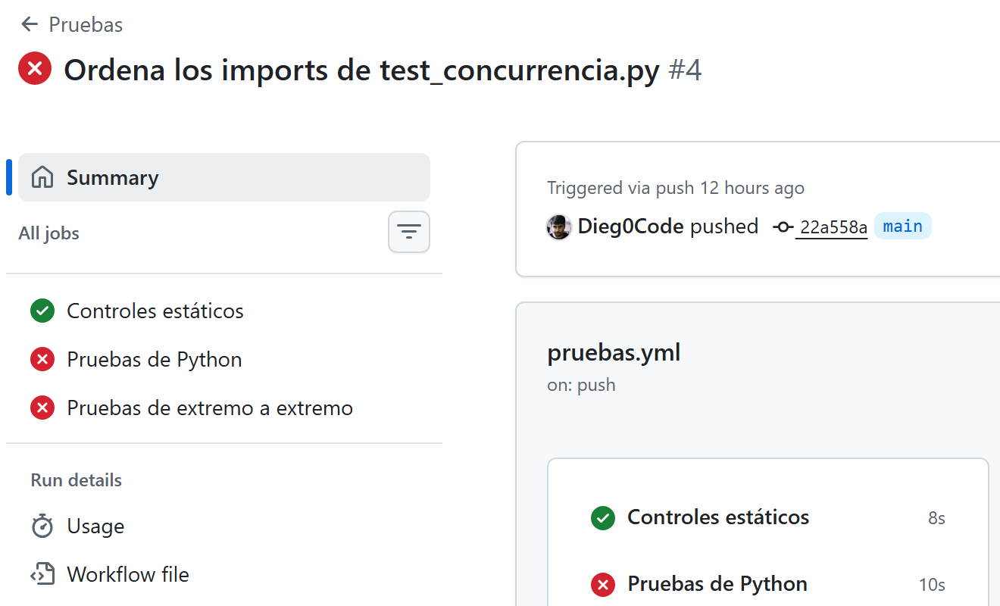 Pruebas
Ordena los imports de test_concurrencia.py #4
Summary
All jobs
Controles estáticos
Pruebas de Python
Pruebas de extremo a extremo
Run details
Usage
Workflow file
Triggered via push 12 hours ago
Dieg0Code pushed 22a558a main
pruebas.yml
on: push
Controles estáticos 8s
Pruebas de Python 10s